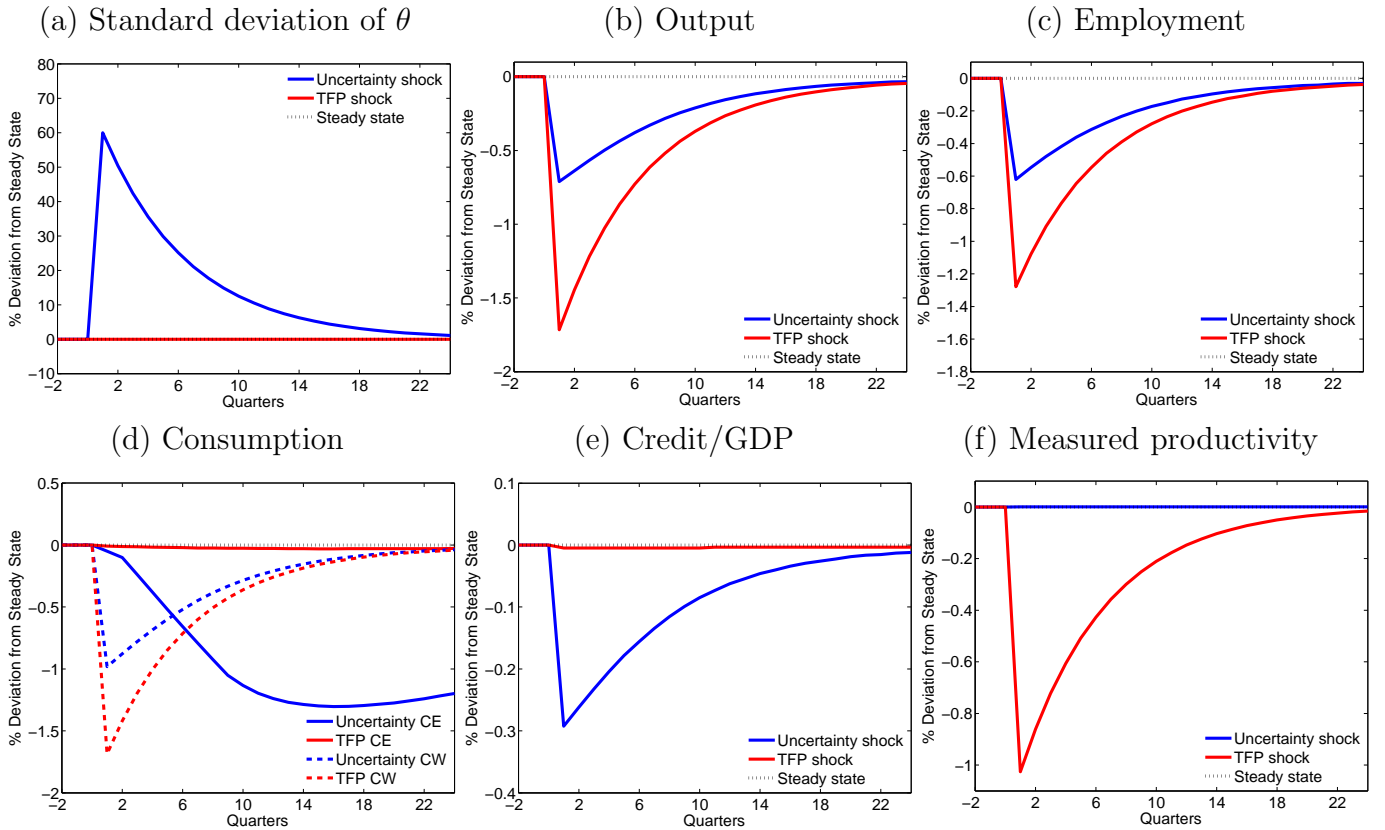 (a) Standard deviation of θ
% Deviation from Steady State
80
70
60
50
40
30
20
10
0
−10
−2 2 6 10 14 18 22
Quarters
Uncertainty shock
TFP shock
Steady state
(b) Output
% Deviation from Steady State
0
−0.5
−1
−1.5
−2
−2 2 6 10 14 18 22
Quarters
Uncertainty shock
TFP shock
Steady state
(c) Employment
% Deviation from Steady State
0
−0.2
−0.4
−0.6
−0.8
−1
−1.2
−1.4
−1.6
−1.8
−2 2 6 10 14 18 22
Quarters
Uncertainty shock
TFP shock
Steady state
(d) Consumption
% Deviation from Steady State
0.5
0
−0.5
−1
−1.5
−2
−2 2 6 10 14 18 22
Quarters
Uncertainty CE
TFP CE
Uncertainty CW
TFP CW
(e) Credit/GDP
% Deviation from Steady State
0.1
0
−0.1
−0.2
−0.3
−0.4
−2 2 6 10 14 18 22
Quarters
Uncertainty shock
TFP shock
Steady state
(f) Measured productivity
% Deviation from Steady State
0
−0.2
−0.4
−0.6
−0.8
−1
−2 2 6 10 14 18 22
Quarters
Uncertainty shock
TFP shock
Steady state